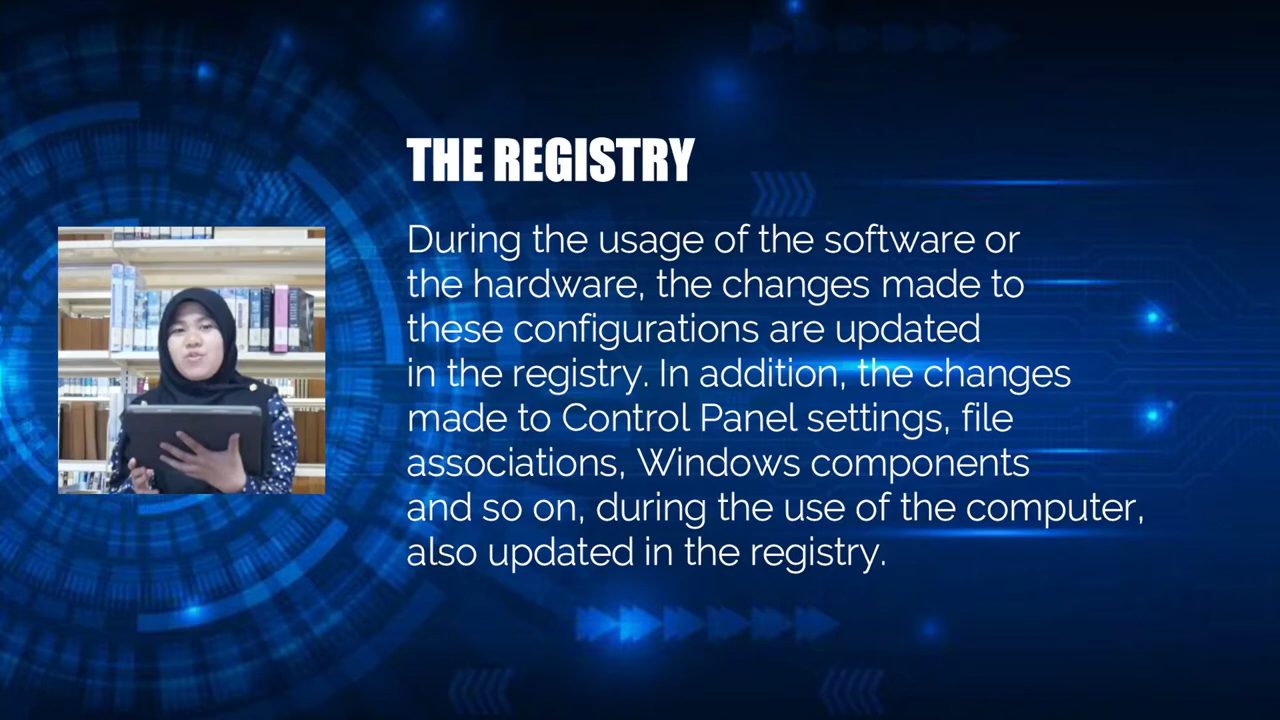 THE REGISTRY
During the usage of the software or
the hardware, the changes made to
these configurations are updated
in the registry. In addition, the changes
made to Control Panel settings, file
associations, Windows components
and so on, during the use of the computer,
also updated in the registry.